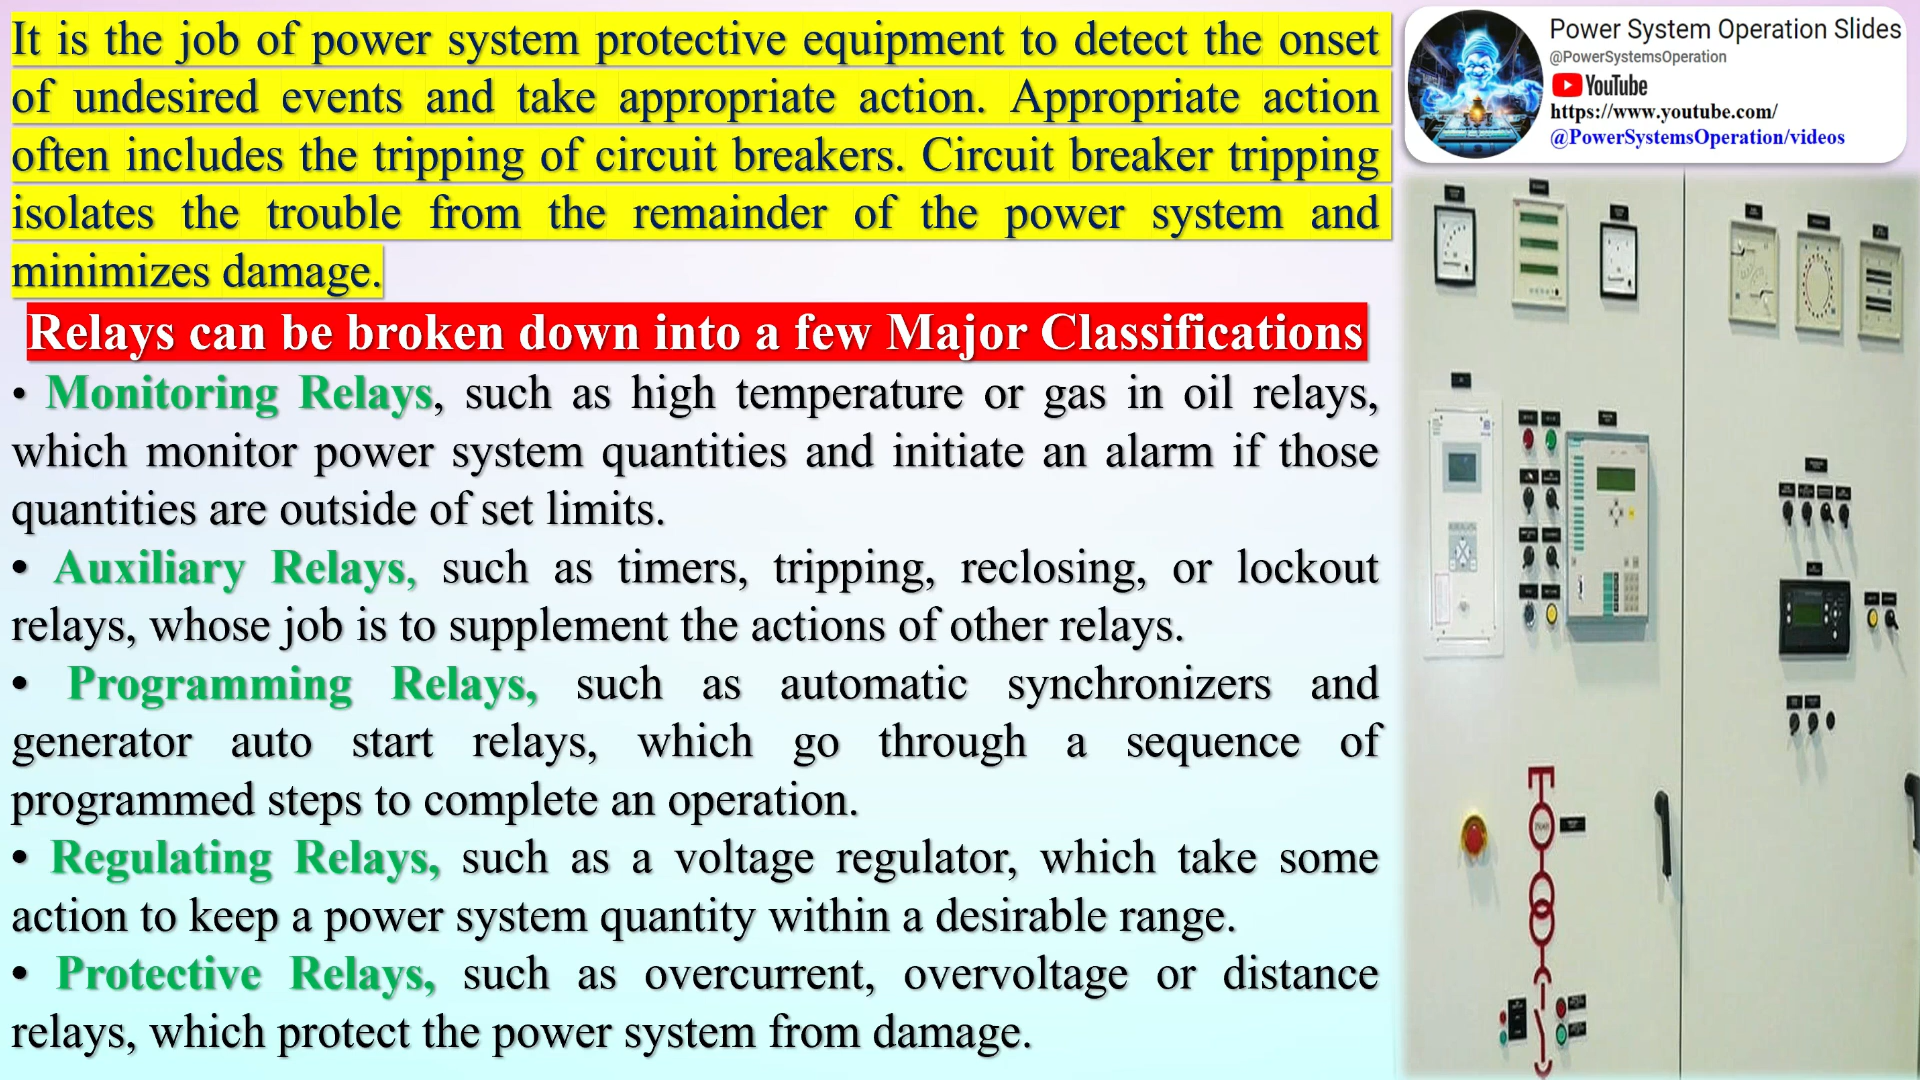 It is the job of power system protective equipment to detect the onset
of undesired events and take appropriate action. Appropriate action
often includes the tripping of circuit breakers. Circuit breaker tripping
isolates the trouble from the remainder of the power system and
minimizes damage.
Relays can be broken down into a few Major Classifications
• Monitoring Relays, such as high temperature or gas in oil relays,
which monitor power system quantities and initiate an alarm if those
quantities are outside of set limits.
• Auxiliary Relays, such as timers, tripping, reclosing, or lockout
relays, whose job is to supplement the actions of other relays.
• Programming Relays, such as automatic synchronizers and
generator auto start relays, which go through a sequence of
programmed steps to complete an operation.
• Regulating Relays, such as a voltage regulator, which take some
action to keep a power system quantity within a desirable range.
• Protective Relays, such as overcurrent, overvoltage or distance
relays, which protect the power system from damage.
Power System Operation Slides
@PowerSystemsOperation
YouTube
https://www.youtube.com/
@PowerSystemsOperation/videos